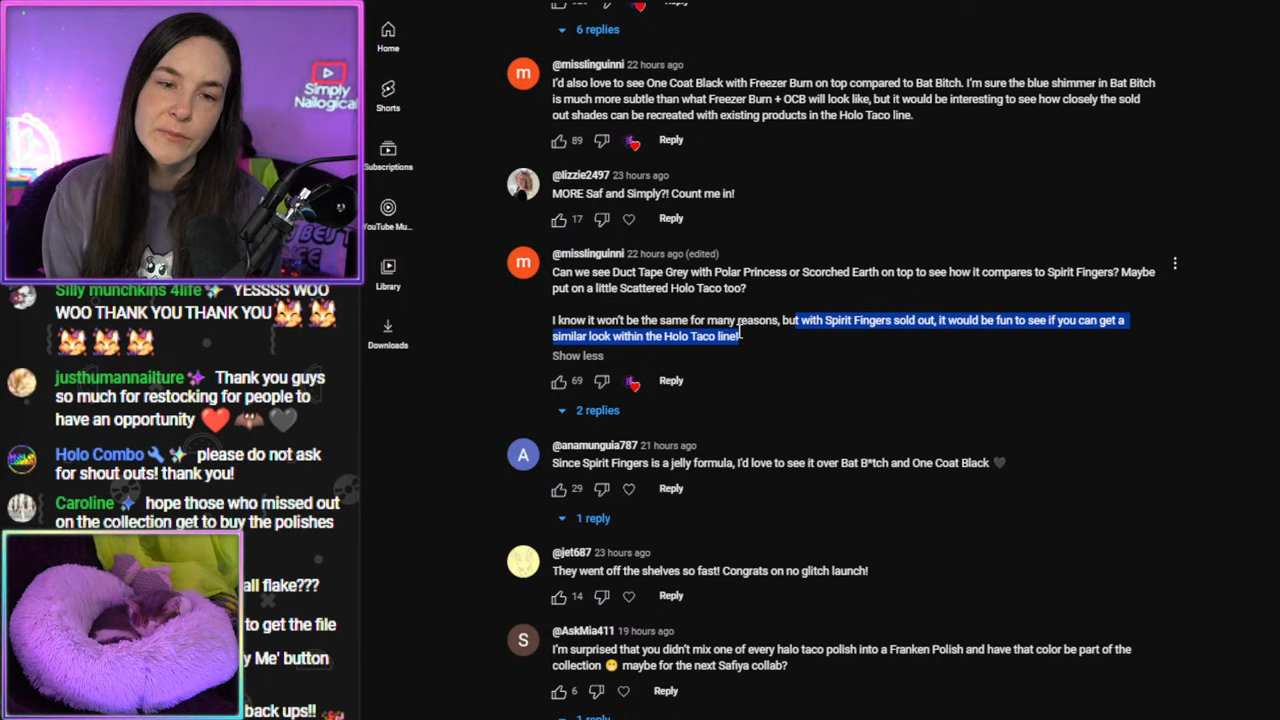 Simply
Nailogical
Silly munchkins 4life YESSSS WOO
WOO THANK YOU THANK YOU
justhumannailture Thank you guys
so much for restocking for people to
have an opportunity
Holo Combo please do not ask
for shout outs! thank you!
Caroline hope those who missed out
on the collection get to buy the polishes
all flake???
to get the file
Me' button
back ups!!
Home
Shorts
Subscriptions
YouTube Mu...
Library
Downloads
Reply
6 replies
m
@misslinguinni 22 hours ago
I'd also love to see One Coat Black with Freezer Burn on top compared to Bat Bitch. I'm sure the blue shimmer in Bat Bitch
is much more subtle than what Freezer Burn + OCB will look like, but it would be interesting to see how closely the sold
out shades can be recreated with existing products in the Holo Taco line.
89 Reply
@lizzie2497 23 hours ago
MORE Saf and Simply?! Count me in!
17 Reply
m
@misslinguinni 22 hours ago (edited)
Can we see Duct Tape Grey with Polar Princess or Scorched Earth on top to see how it compares to Spirit Fingers? Maybe
put on a little Scattered Holo Taco too?
I know it won't be the same for many reasons, but with Spirit Fingers sold out, it would be fun to see if you can get a
similar look within the Holo Taco line!
Show less
69 Reply
2 replies
A
@anamunguia787 21 hours ago
Since Spirit Fingers is a jelly formula, I'd love to see it over Bat B*tch and One Coat Black
29 Reply
1 reply
@jet687 23 hours ago
They went off the shelves so fast! Congrats on no glitch launch!
14 Reply
S
@AskMia411 19 hours ago
I'm surprised that you didn't mix one of every halo taco polish into a Franken Polish and have that color be part of the
collection maybe for the next Safiya collab?
6 Reply
1 reply